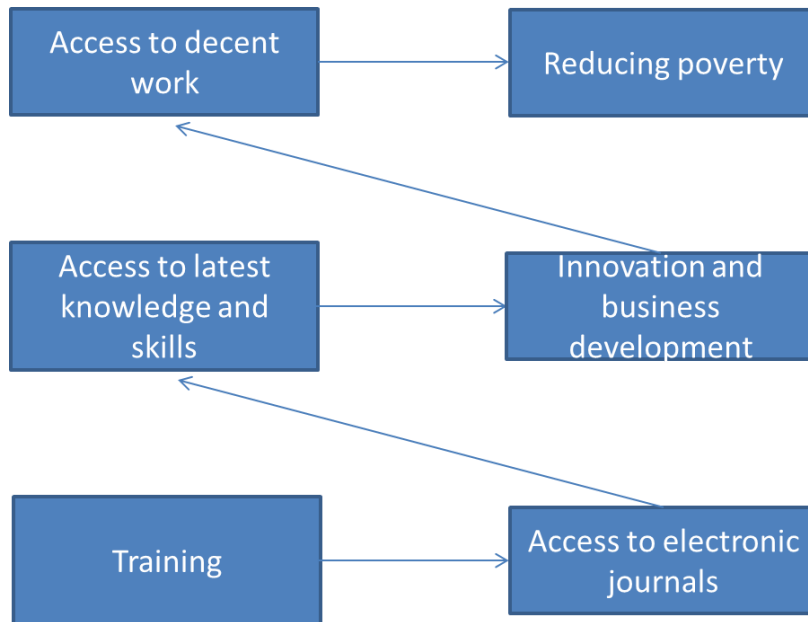 Access to decent
work
Reducing poverty
Access to latest
knowledge and
skills
Innovation and
business
development
Training
Access to electronic
journals